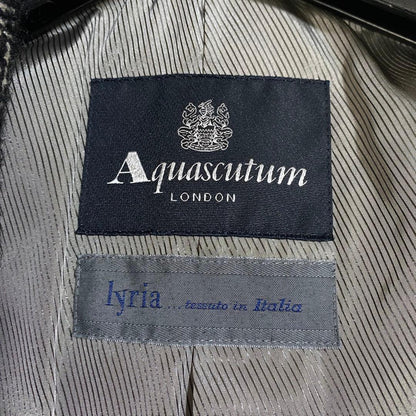 Aquascutum
LONDON
lyria ... tessuto in Italia